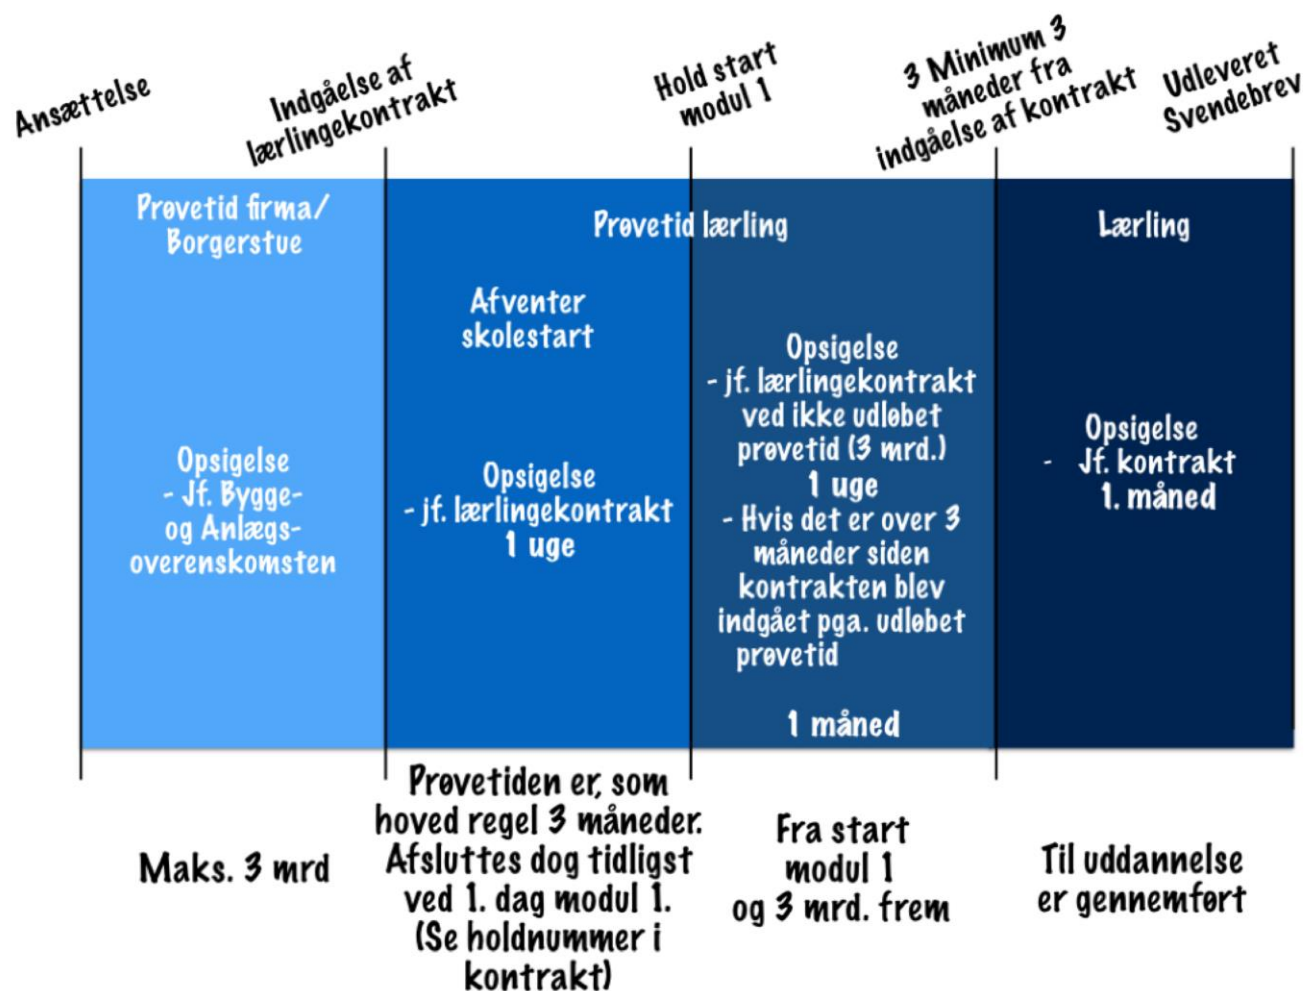 Ansættelse
Indgåelse af
lærlingekontrakt
Hold start
modul 1
3 Minimum 3
måneder fra
indgåelse af kontrakt
Udleveret
Svendebrev
Prøvetid firma/
Borgerstue
Opsigelse
- Jf. Bygge-
og Anlægs-
overenskomsten
Maks. 3 mrd
Prøvetid lærling
Afventer
skolestart
Opsigelse
- jf. lærlingekontrakt
1 uge
Prøvetiden er, som
hoved regel 3 måneder.
Afsluttes dog tidligst
ved 1. dag modul 1.
(Se holdnummer i
kontrakt)
Opsigelse
- jf. lærlingekontrakt
ved ikke udløbet
prøvetid (3 mrd.)
1 uge
- Hvis det er over 3
måneder siden
kontrakten blev
indgået pga. udløbet
prøvetid
1 måned
Fra start
modul 1
og 3 mrd. frem
Lærling
Opsigelse
- Jf. kontrakt
1. måned
Til uddannelse
er gennemført